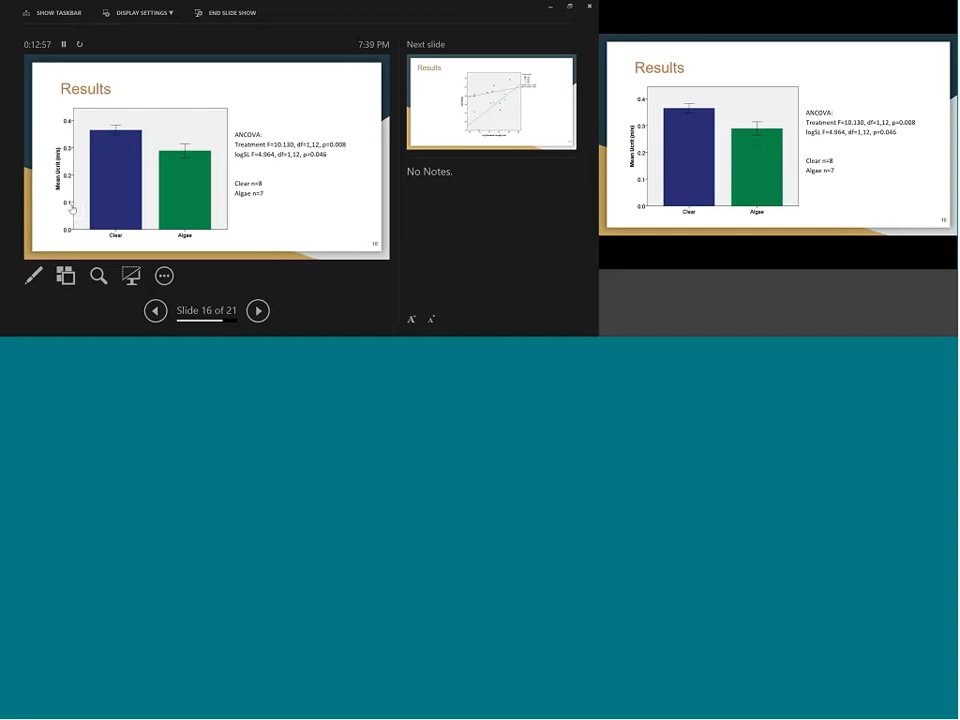 SHOW TASKBAR
DISPLAY SETTINGS ▼
END SLIDE SHOW
0:12:57
7:39 PM
Results
0.4
0.3
0.2
0.1
0.0
Mean Ucrit (m/s)
Clear
Algae
ANCOVA:
Treatment F=10.130, df=1,12, p=0.008
logSL F=4.964, df=1,12, p=0.046
Clear n=8
Algae n=7
16
Slide 16 of 21
Next slide
Results
No Notes.
A
A
Results
0.4
0.3
0.2
0.1
0.0
Mean Ucrit (m/s)
Clear
Algae
ANCOVA:
Treatment F=10.130, df=1,12, p=0.008
logSL F=4.964, df=1,12, p=0.046
Clear n=8
Algae n=7
16